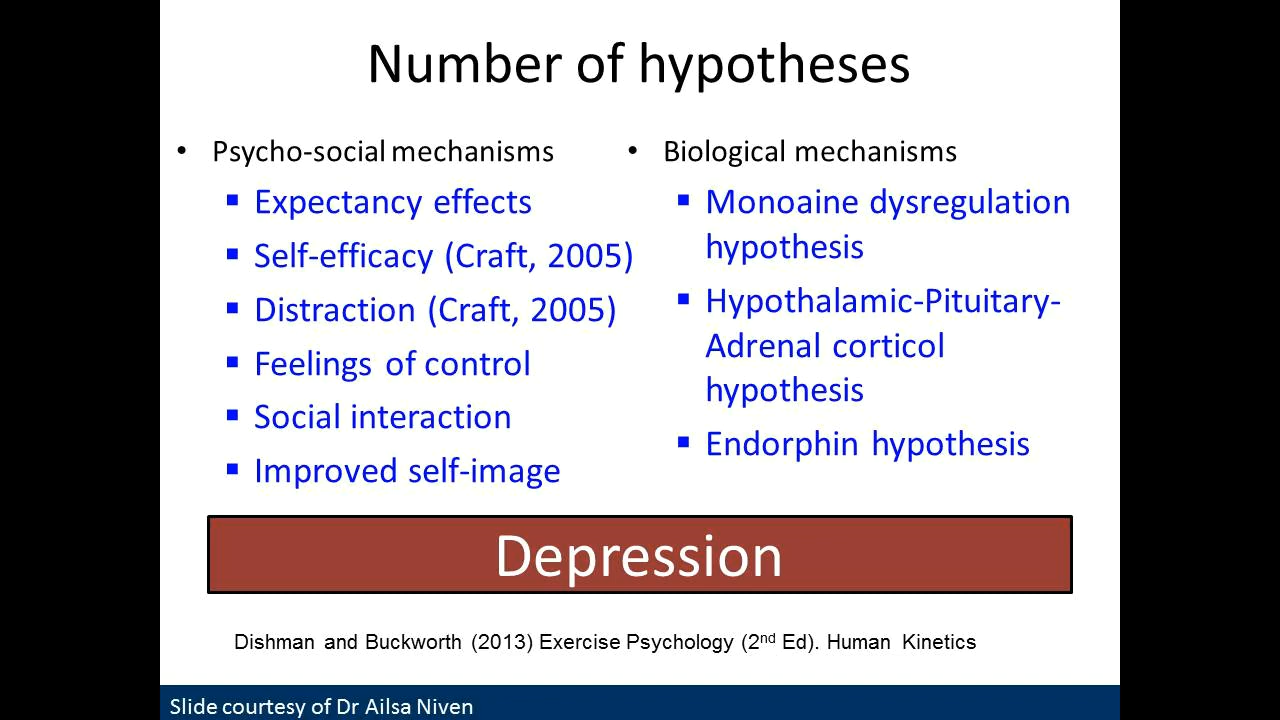 Number of hypotheses
• Psycho-social mechanisms
▪ Expectancy effects
▪ Self-efficacy (Craft, 2005)
▪ Distraction (Craft, 2005)
▪ Feelings of control
▪ Social interaction
▪ Improved self-image
• Biological mechanisms
▪ Monoaine dysregulation
hypothesis
▪ Hypothalamic-Pituitary-
Adrenal corticol
hypothesis
▪ Endorphin hypothesis
Depression
Dishman and Buckworth (2013) Exercise Psychology (2nd Ed). Human Kinetics
Slide courtesy of Dr Ailsa Niven